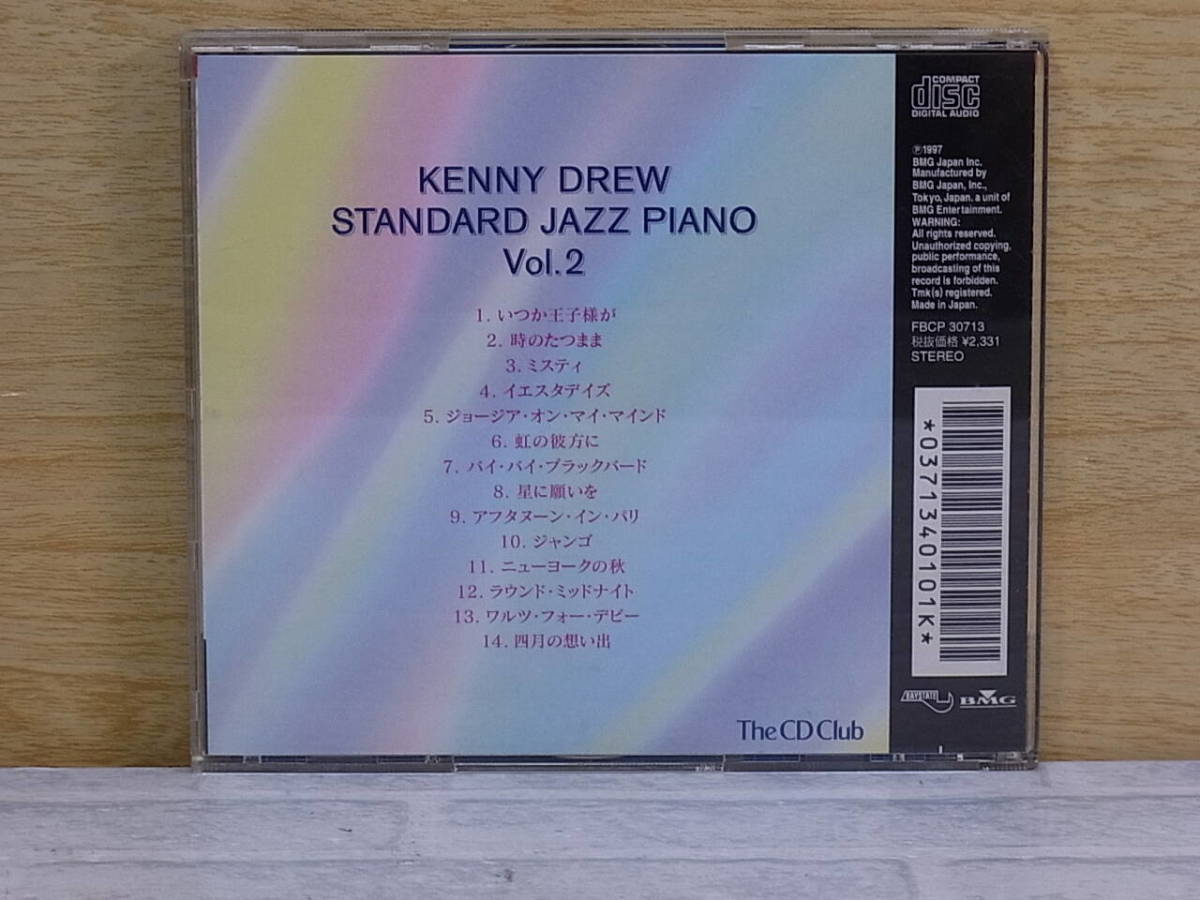 KENNY DREW
STANDARD JAZZ PIANO
Vol.2
1. いつか王子様が
2. 時のたつまま
3. ミスティ
4. イエスタデイズ
5. ジョージア・オン・マイ・マインド
6. 虹の彼方に
7. バイ・バイ・ブラックバード
8. 星に願いを
9. アフタヌーン・イン・パリ
10. ジャンゴ
11. ニューヨークの秋
12. ラウンド・ミッドナイト
13. ワルツ・フォー・デビー
14. 四月の想い出
The CD Club
COMPACT
disc
DIGITAL AUDIO
Ⓟ1997
BMG Japan Inc.
Manufactured by
BMG Japan, Inc.,
Tokyo, Japan. a unit of
BMG Entertainment.
WARNING:
All rights reserved.
Unauthorized copying,
public performance,
broadcasting of this
record is forbidden.
Tmk(s) registered.
Made in Japan.
FBCP 30713
税抜価格 ¥2,331
STEREO
*0371340101K*
BAYSTATE
BMG